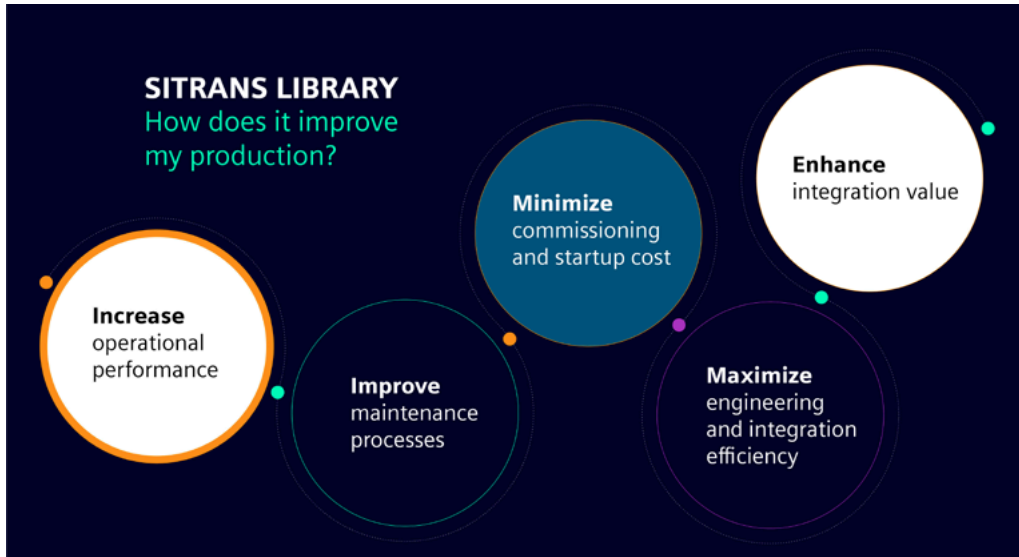 SITRANS LIBRARY
How does it improve
my production?
Increase
operational
performance
Improve
maintenance
processes
Minimize
commissioning
and startup cost
Maximize
engineering
and integration
efficiency
Enhance
integration value